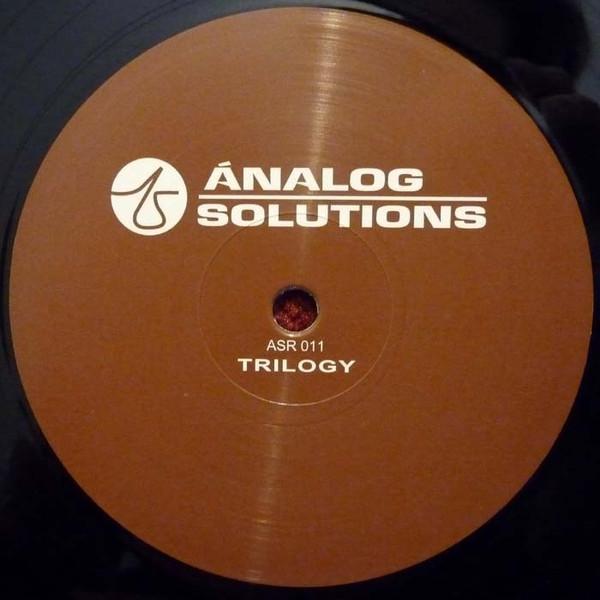 ÁNALOG
SOLUTIONS
ASR 011
TRILOGY